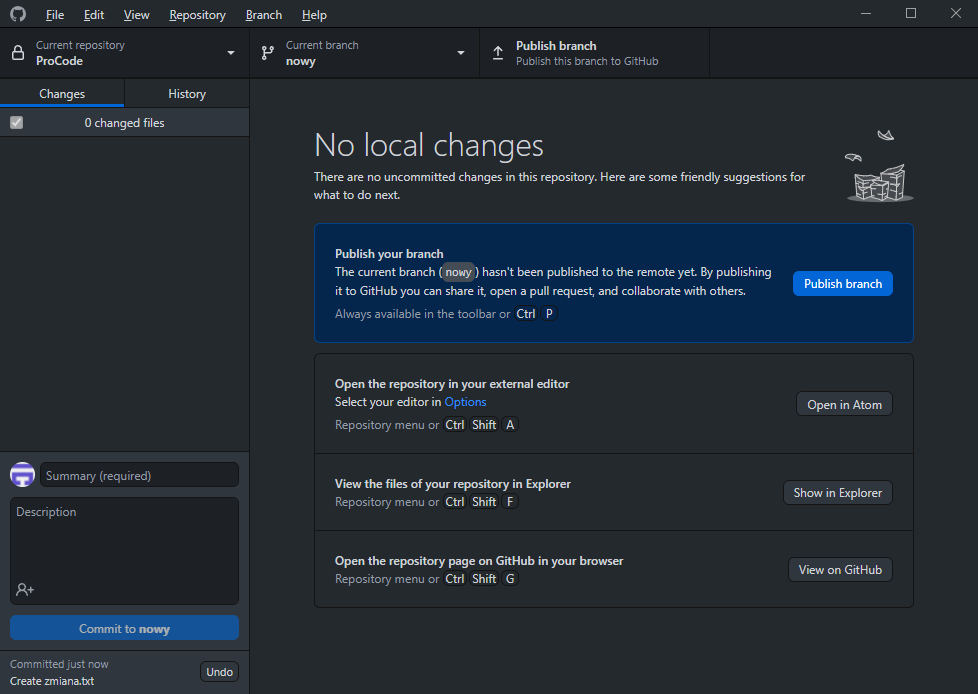 File Edit View Repository Branch Help
Current repository
ProCode
Current branch
nowy
Publish branch
Publish this branch to GitHub
Changes
History
0 changed files
No local changes
There are no uncommitted changes in this repository. Here are some friendly suggestions for
what to do next.
Publish your branch
The current branch ( nowy ) hasn't been published to the remote yet. By publishing
it to GitHub you can share it, open a pull request, and collaborate with others.
Always available in the toolbar or Ctrl P
Publish branch
Open the repository in your external editor
Select your editor in Options
Repository menu or Ctrl Shift A
Open in Atom
View the files of your repository in Explorer
Repository menu or Ctrl Shift F
Show in Explorer
Open the repository page on GitHub in your browser
Repository menu or Ctrl Shift G
View on GitHub
Summary (required)
Description
Commit to nowy
Committed just now
Create zmiana.txt
Undo